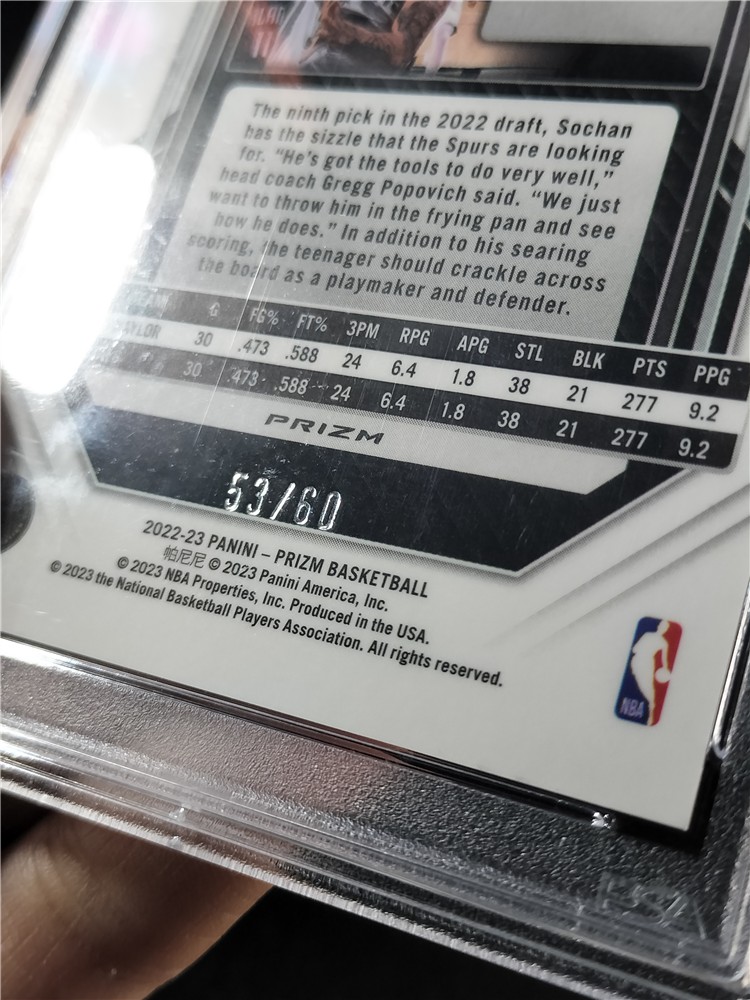 The ninth pick in the 2022 draft, Sochan
has the sizzle that the Spurs are looking
for. "He's got the tools to do very well,"
head coach Gregg Popovich said. "We just
want to throw him in the frying pan and see
how he does." In addition to his searing
scoring, the teenager should crackle across
the board as a playmaker and defender.
G FG% FT% 3PM RPG APG STL BLK PTS PPG
30 .473 .588 24 6.4 1.8 38 21 277 9.2
30 .473 .588 24 6.4 1.8 38 21 277 9.2
PRIZM
53/60
2022-23 PANINI – PRIZM BASKETBALL
帕尼尼 © 2023 Panini America, Inc.
© 2023 NBA Properties, Inc. Produced in the USA.
© 2023 the National Basketball Players Association. All rights reserved.
NBA
PSA